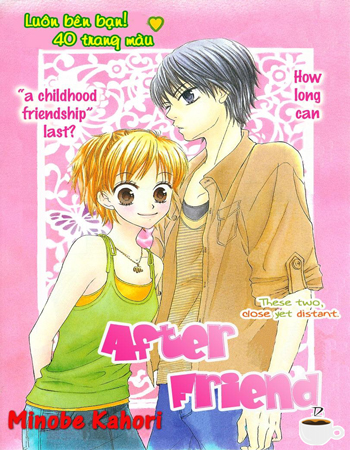 Luôn bên bạn!
40 trang màu
How
long
can
"a childhood
friendship"
last?
These two,
close yet distant.
After
Friend
Minobe Kahori